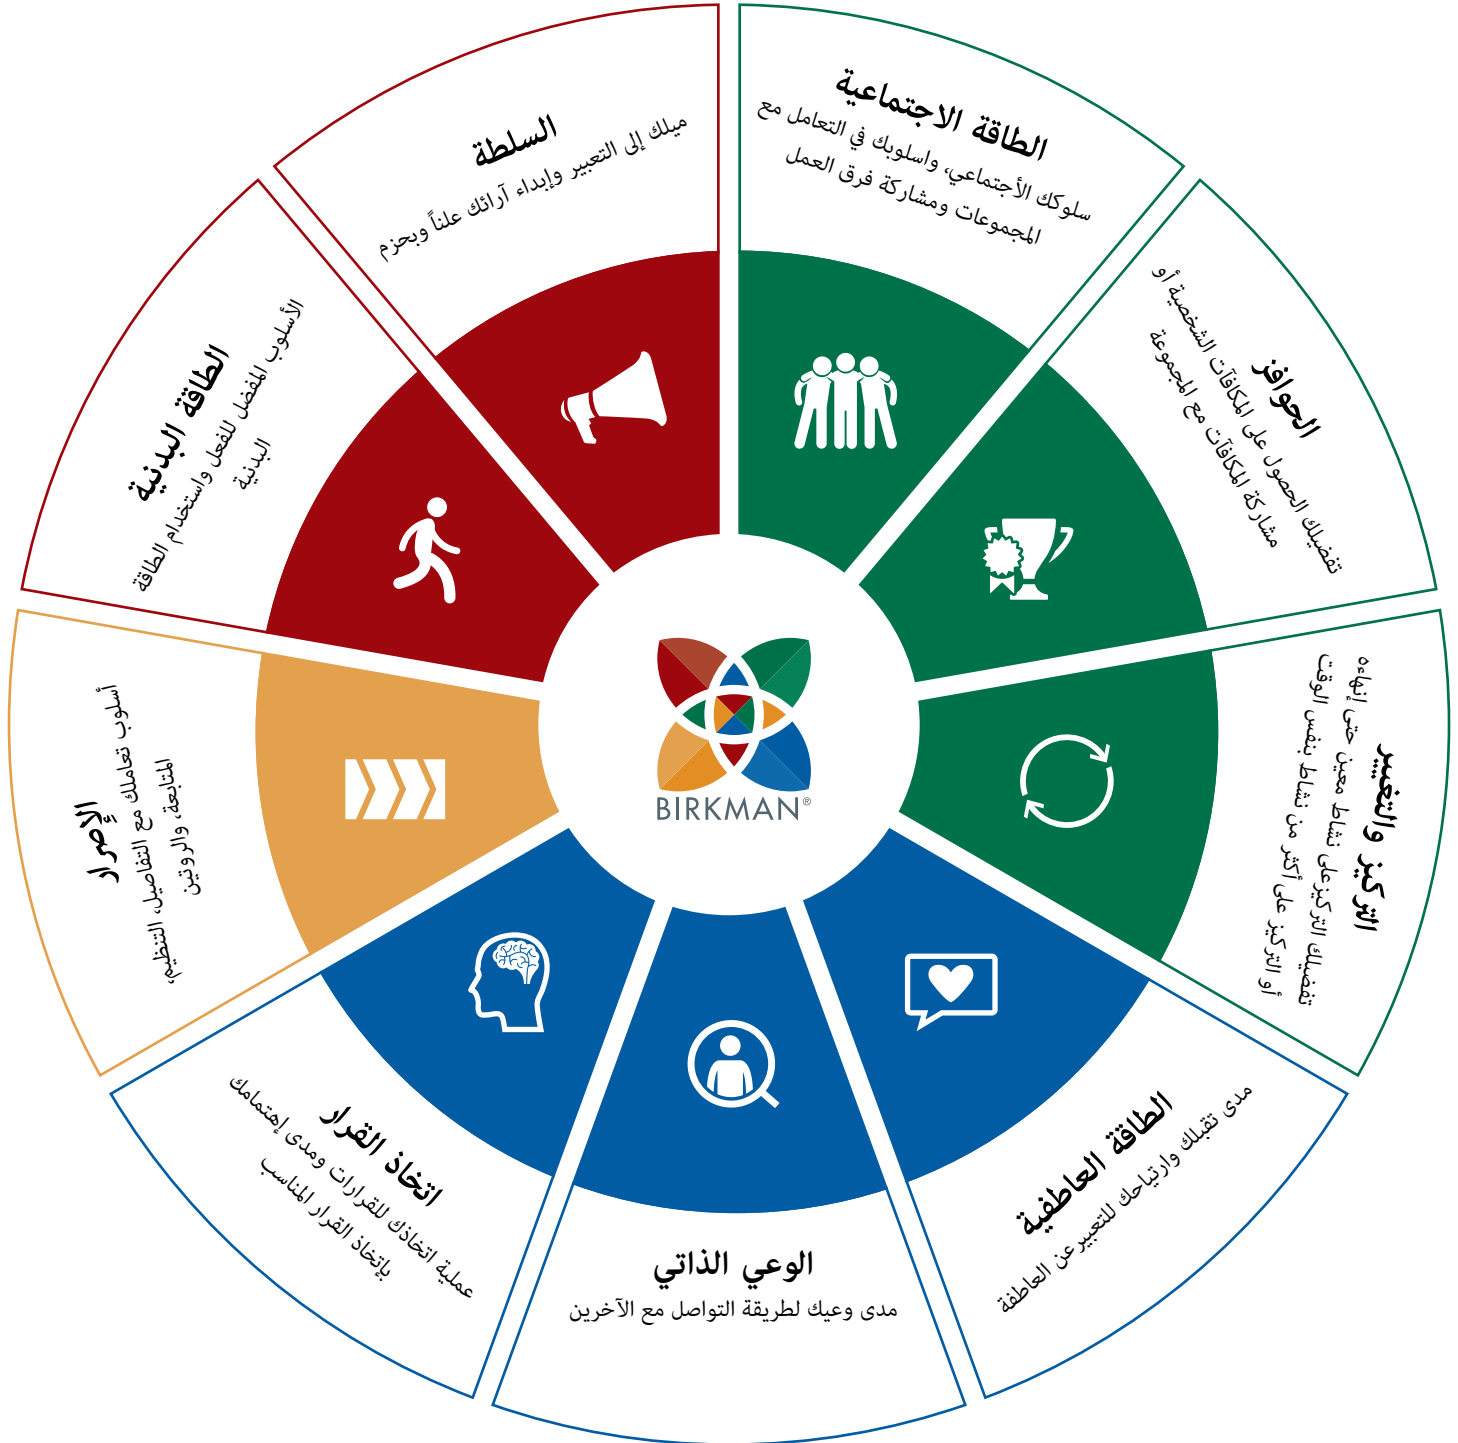 الطاقة الاجتماعية
سلوكك الأجتماعي، واسلوبك في التعامل مع
المجموعات ومشاركة فرق العمل
الحوافز
تفضيلك الحصول على المكافآت الشخصية أو
مشاركة المكافآت مع المجموعة
التركيز والتغيير
تفضيلك التركيزعلى نشاط معين حتى إنهاءه
أو التركيز على أكثر من نشاط بنفس الوقت
الطاقة العاطفية
مدى تقبلك وارتياحك للتعبيرعن العاطفة
الوعي الذاتي
مدى وعيك لطريقة التواصل مع الآخرين
اتخاذ القرار
عملية اتخاذك للقرارات ومدى إهتمامك
بإتخاذ القرار المناسب
الإصرار
أسلوب تعاملك مع التفاصيل، التنظيم،
المتابعة، والروتين
الطاقة البدنية
الأسلوب المفضل للفعل واستخدام الطاقة
البدنية
السلطة
ميلك إلى التعبير وإبداء آرائك علناً وبحزم
BIRKMAN®